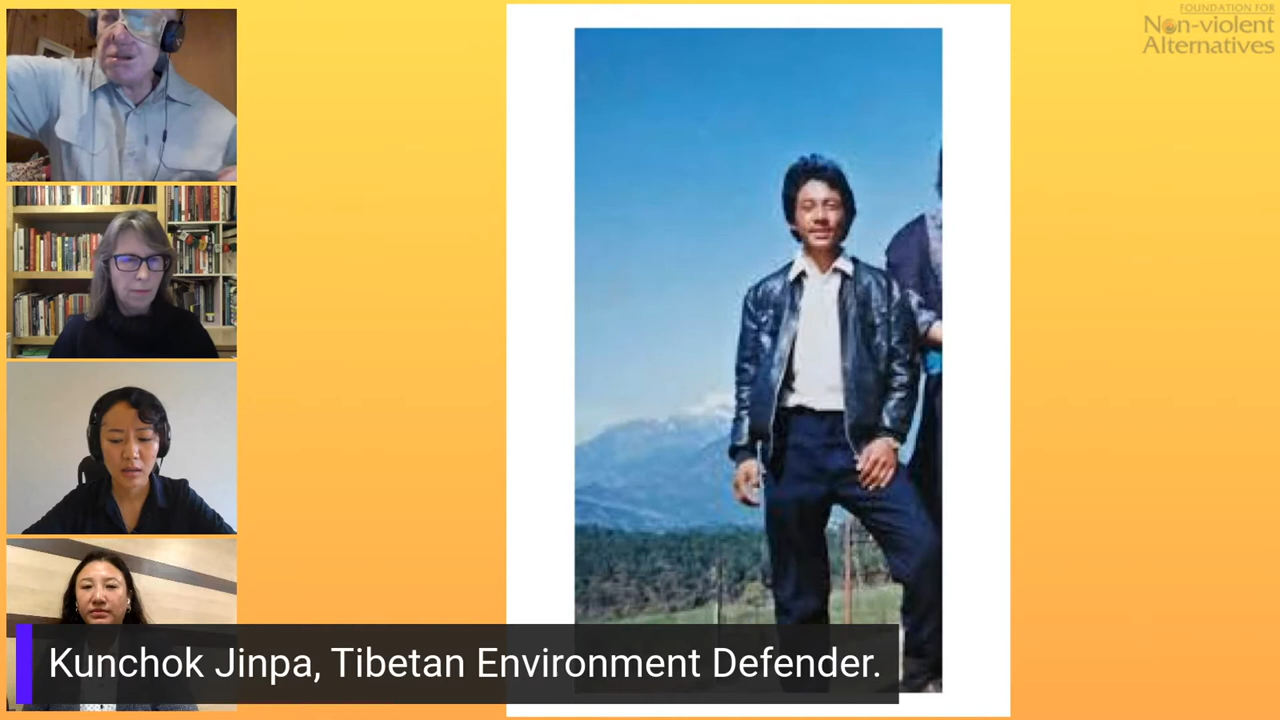 FOUNDATION FOR
Non-violent
Alternatives
Kunchok Jinpa, Tibetan Environment Defender.